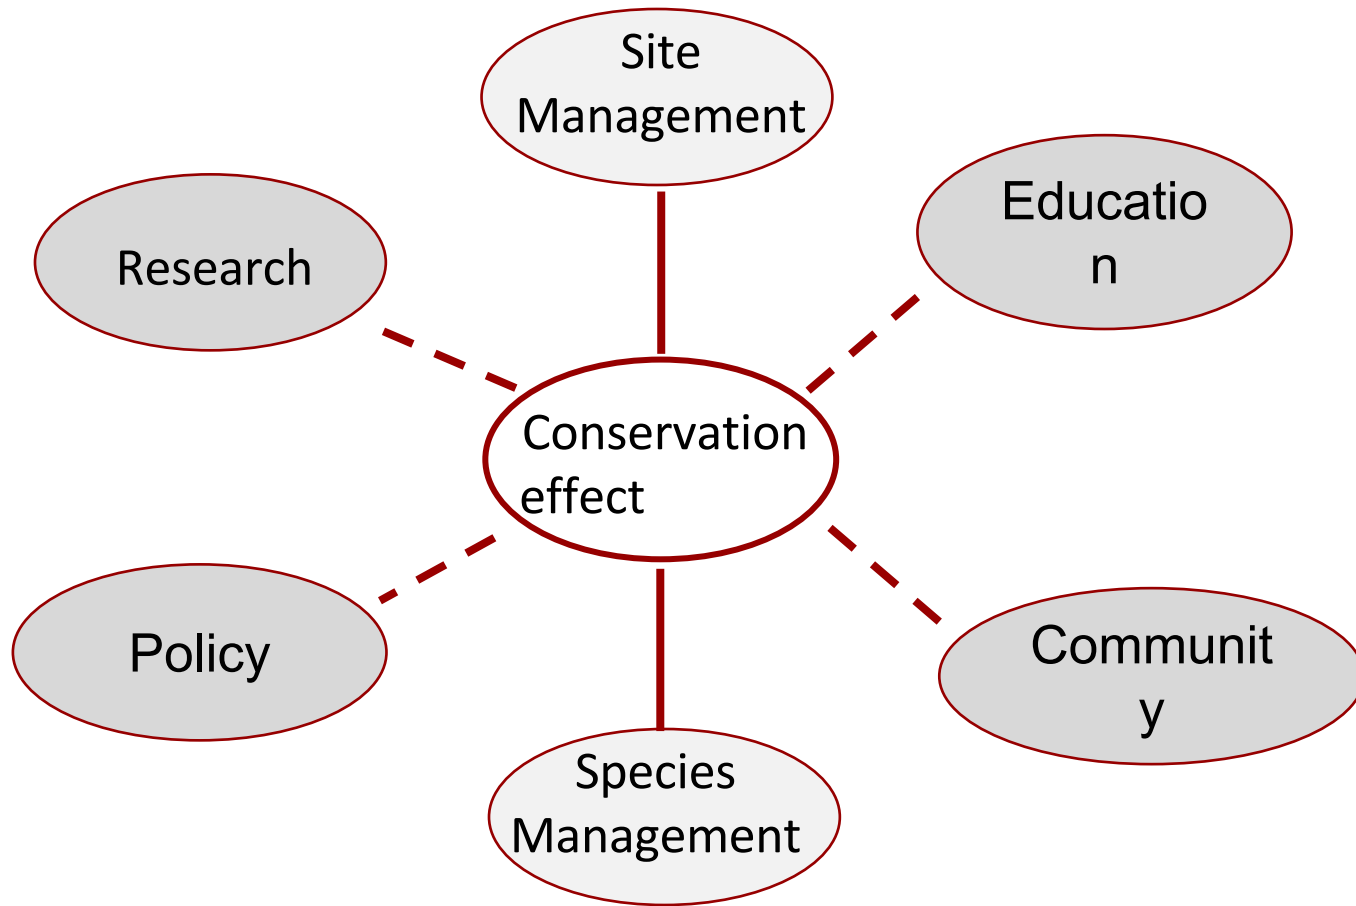 Site
Management
Educatio
n
Research
Conservation
effect
Policy
Communit
y
Species
Management